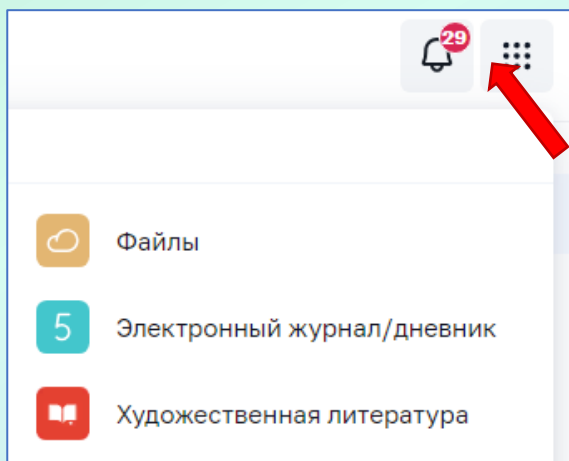 29
Файлы
5
Электронный журнал/дневник
Художественная литература